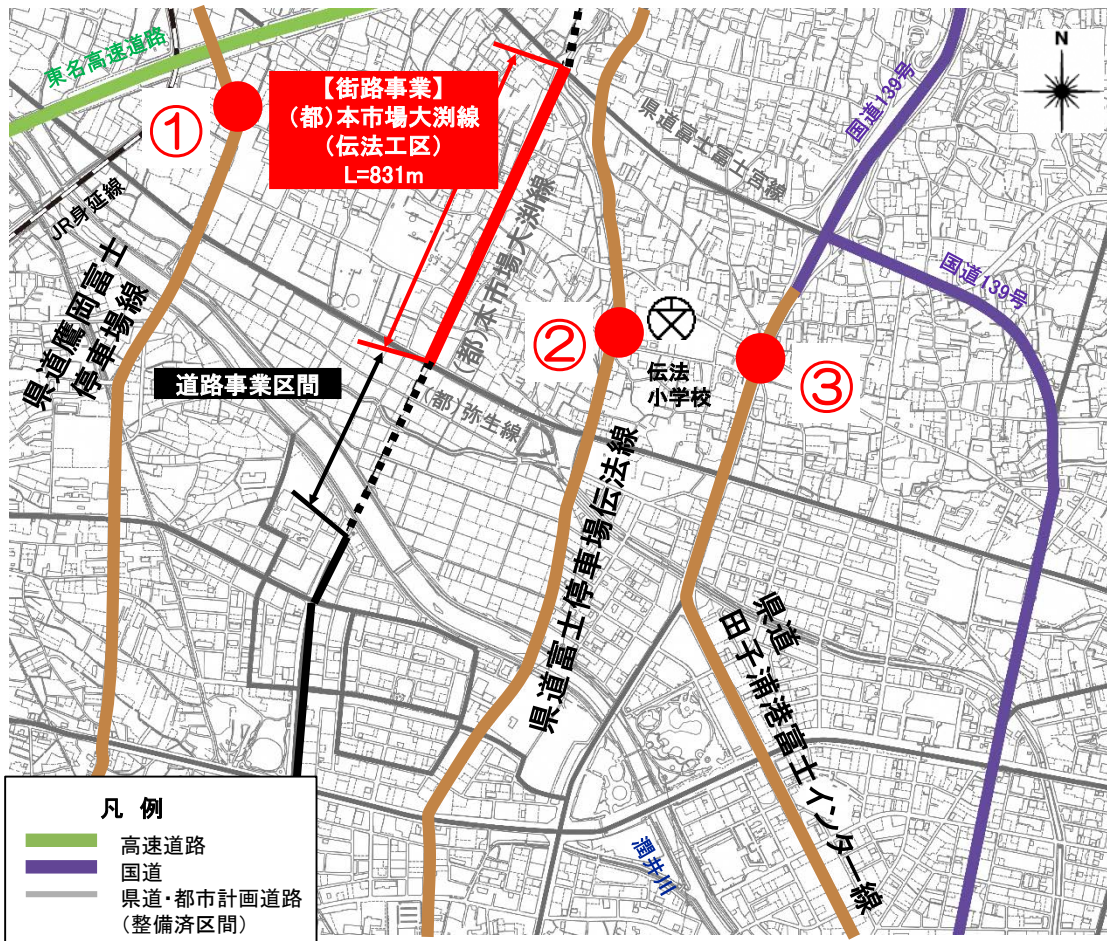 東名高速道路
①
【街路事業】
(都)本市場大渕線
(伝法工区)
L=831m
県道富士富士宮線
国道139号
N
JR身延線
県道鷹岡富士
停車場線
(都)本市場大渕線
②
伝法
小学校
③
国道139号
道路事業区間
(都)弥生線
県道富士停車場伝法線
県道
田子浦港富士インター線
潤井川
凡 例
高速道路
国道
県道・都市計画道路
(整備済区間)